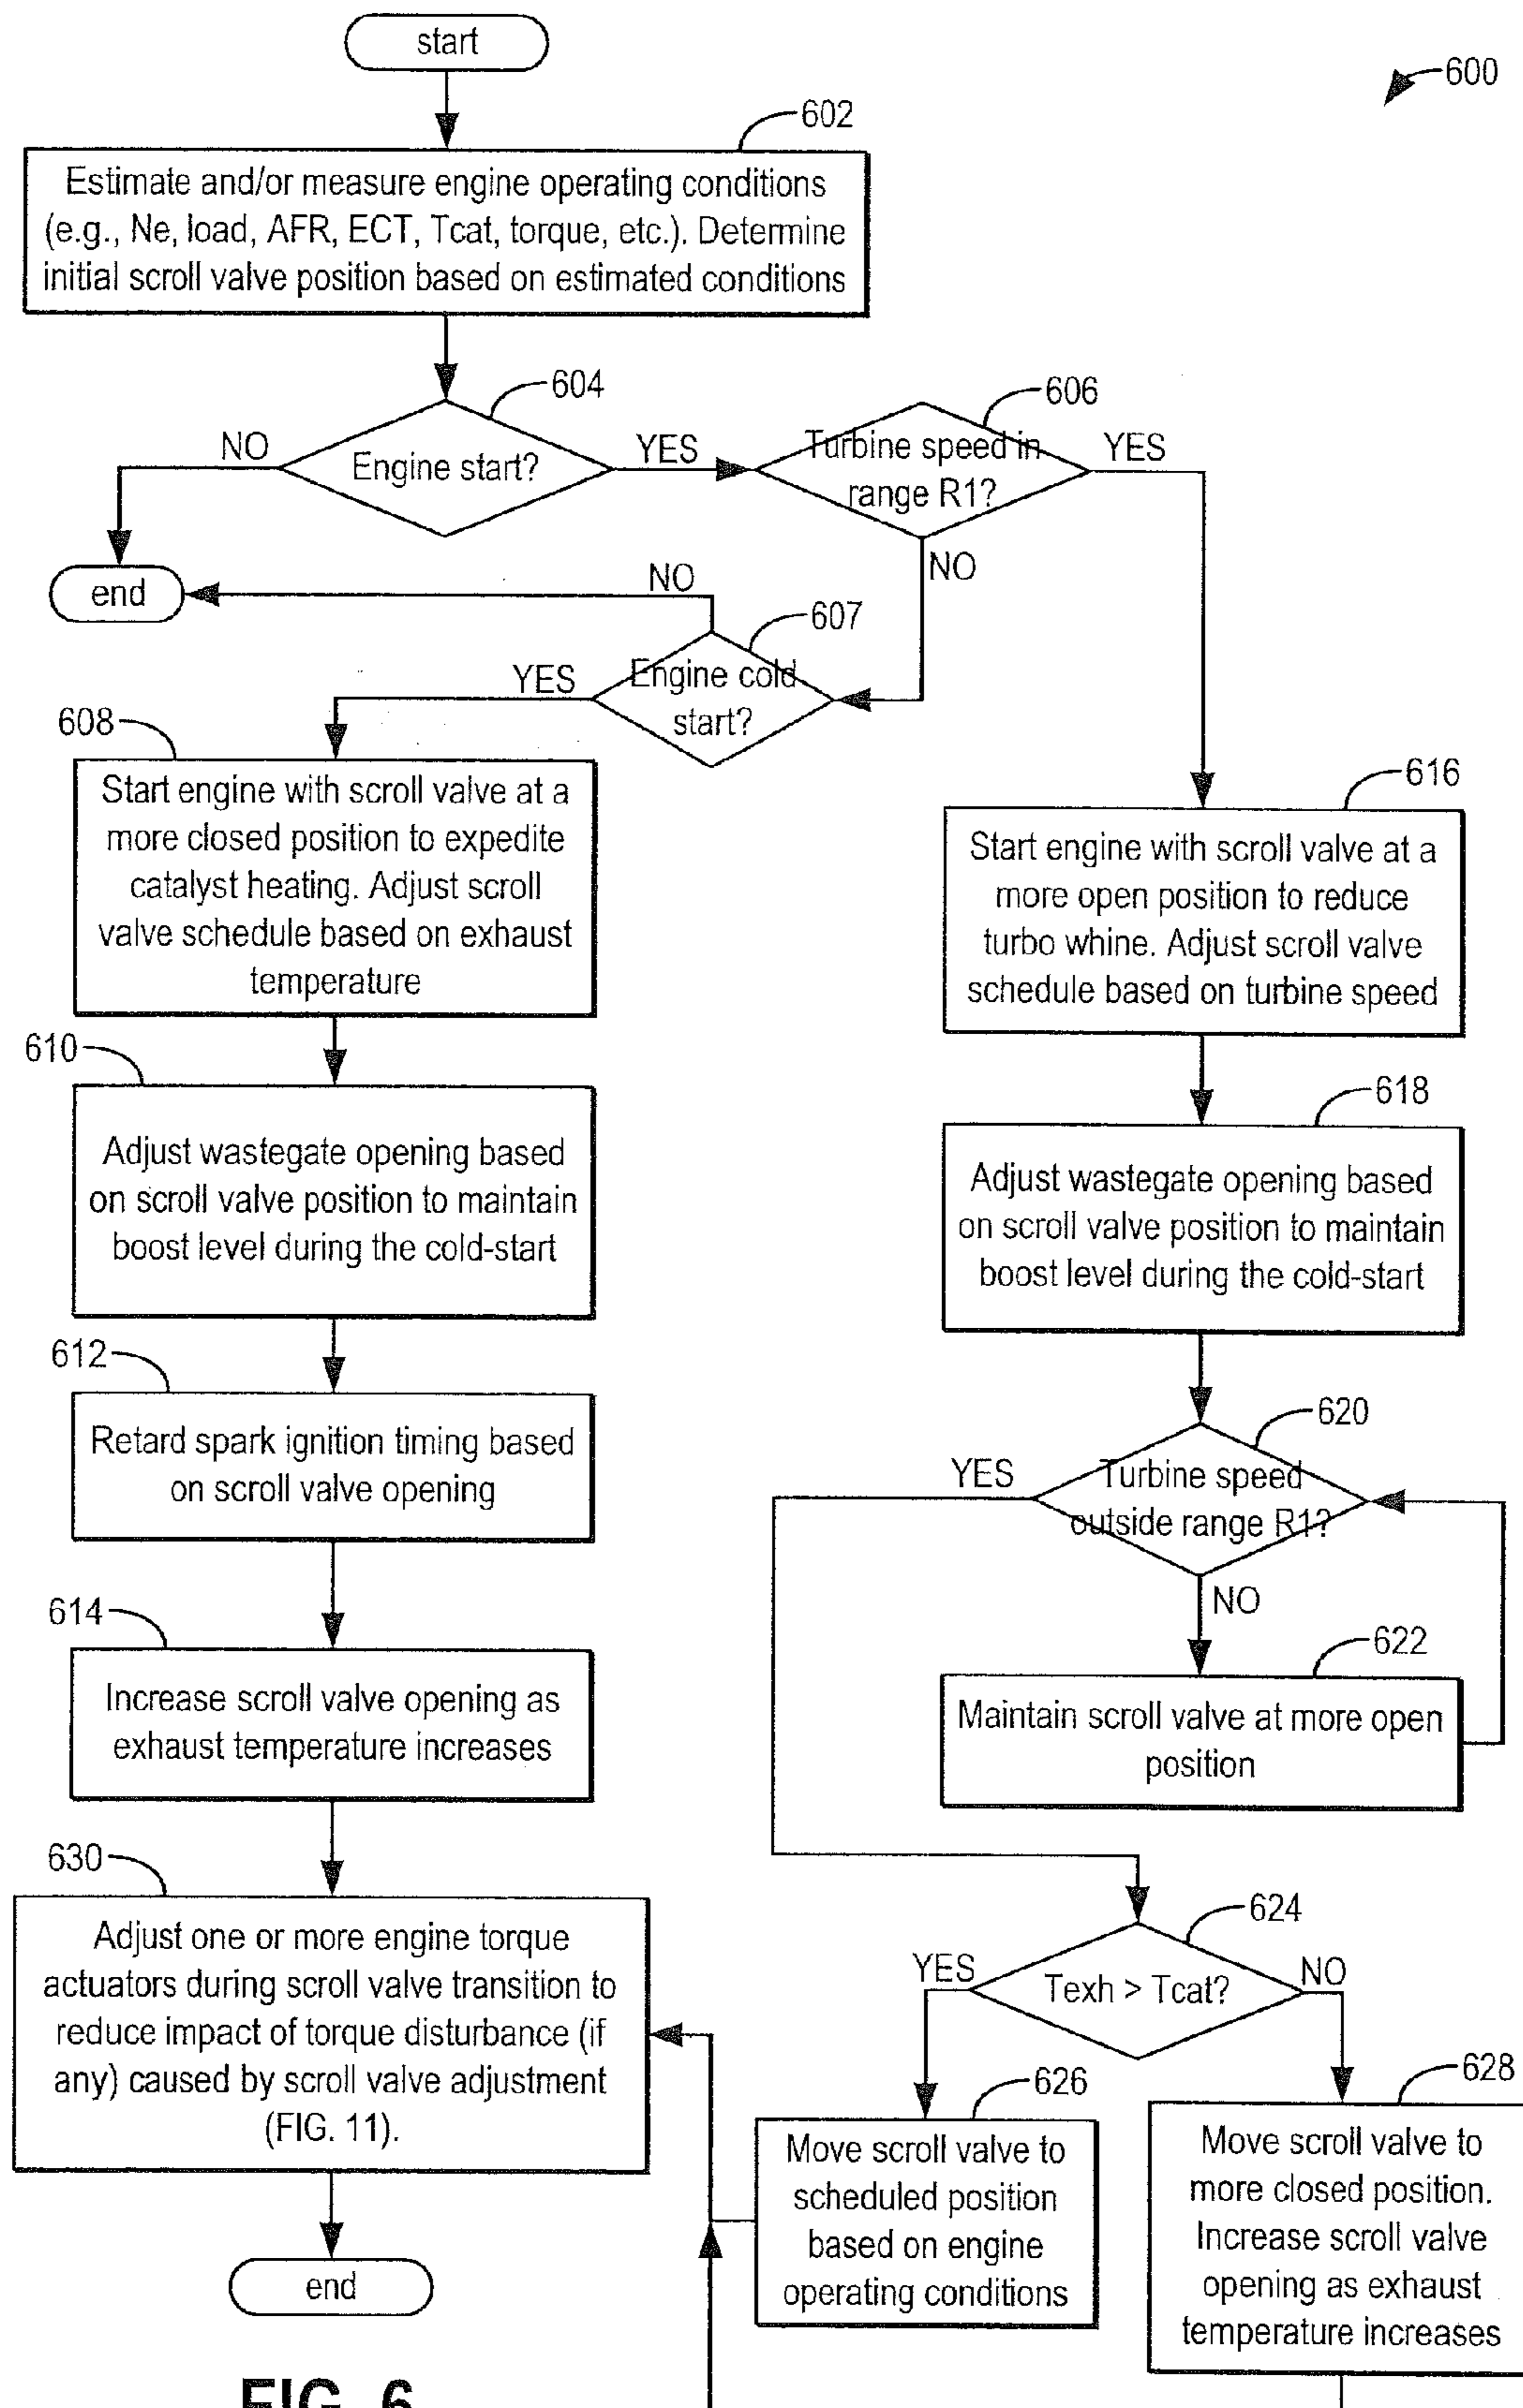 start
600
602
Estimate and/or measure engine operating conditions
(e.g., Ne, load, AFR, ECT, Tcat, torque, etc.). Determine
initial scroll valve position based on estimated conditions
604
606
NO
Engine start?
YES
Turbine speed in
range R1?
YES
NO
end
NO
607
YES
Engine cold
start?
608
Start engine with scroll valve at a
more closed position to expedite
catalyst heating. Adjust scroll
valve schedule based on exhaust
temperature
616
Start engine with scroll valve at a
more open position to reduce
turbo whine. Adjust scroll valve
schedule based on turbine speed
610
Adjust wastegate opening based
on scroll valve position to maintain
boost level during the cold-start
618
Adjust wastegate opening based
on scroll valve position to maintain
boost level during the cold-start
612
Retard spark ignition timing based
on scroll valve opening
620
YES
Turbine speed
outside range R1?
NO
614
Increase scroll valve opening as
exhaust temperature increases
622
Maintain scroll valve at more open
position
630
Adjust one or more engine torque
actuators during scroll valve transition to
reduce impact of torque disturbance (if
any) caused by scroll valve adjustment
(FIG. 11).
624
YES
Texh > Tcat?
NO
626
Move scroll valve to
scheduled position
based on engine
operating conditions
628
Move scroll valve to
more closed position.
Increase scroll valve
opening as exhaust
temperature increases
end
FIG. 6